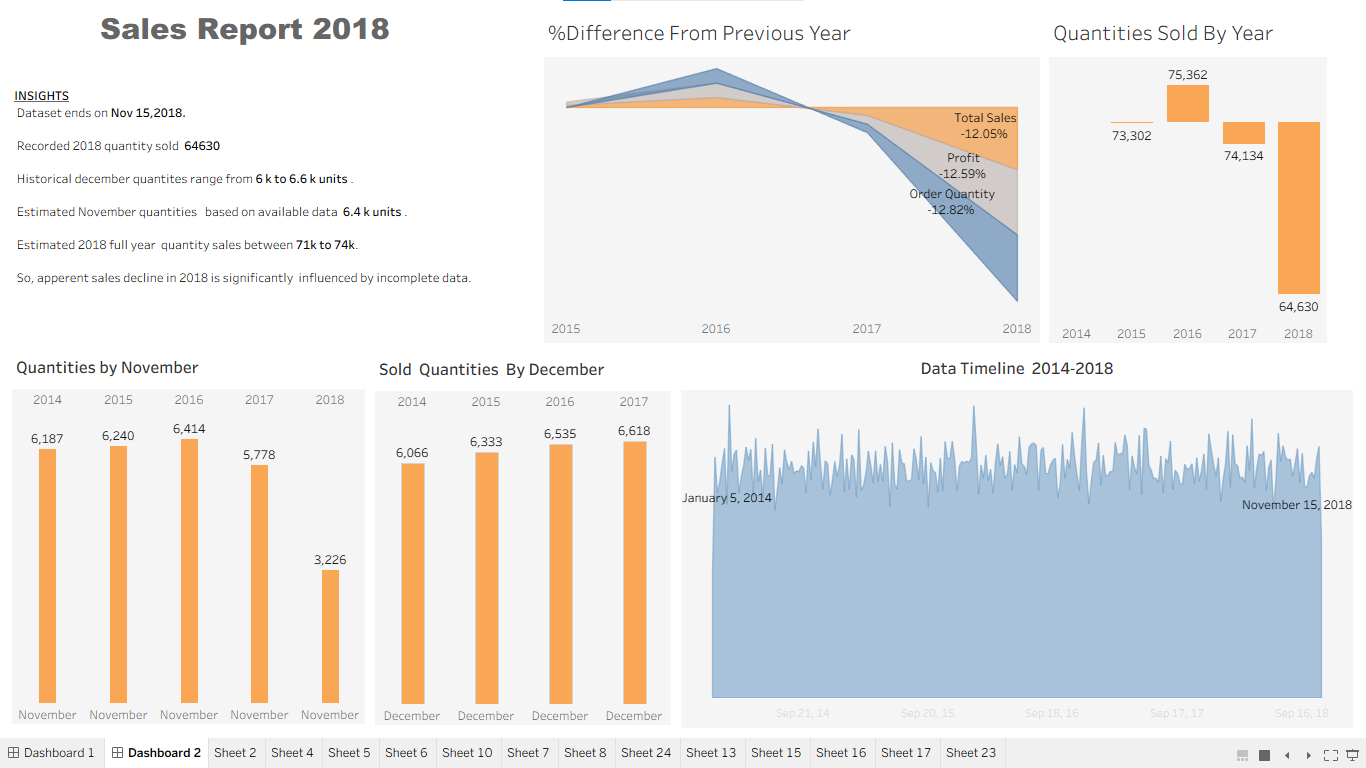 Sales Report 2018
INSIGHTS
Dataset ends on Nov 15,2018.
Recorded 2018 quantity sold 64630
Historical december quantites range from 6 k to 6.6 k units .
Estimated November quantities based on available data 6.4 k units .
Estimated 2018 full year quantity sales between 71k to 74k.
So, apperent sales decline in 2018 is significantly influenced by incomplete data.
%Difference From Previous Year
Total Sales
-12.05%
Profit
-12.59%
Order Quantity
-12.82%
2015 2016 2017 2018
Quantities Sold By Year
75,362
73,302
74,134
64,630
2014 2015 2016 2017 2018
Quantities by November
2014 2015 2016 2017 2018
6,187 6,240 6,414 5,778 3,226
November November November November November
Sold Quantities By December
2014 2015 2016 2017
6,066 6,333 6,535 6,618
December December December December
Data Timeline 2014-2018
January 5, 2014
November 15, 2018
Sep 21, 14 Sep 20, 15 Sep 18, 16 Sep 17, 17 Sep 16, 18
Dashboard 1 Dashboard 2 Sheet 2 Sheet 4 Sheet 5 Sheet 6 Sheet 10 Sheet 7 Sheet 8 Sheet 24 Sheet 13 Sheet 15 Sheet 16 Sheet 17 Sheet 23